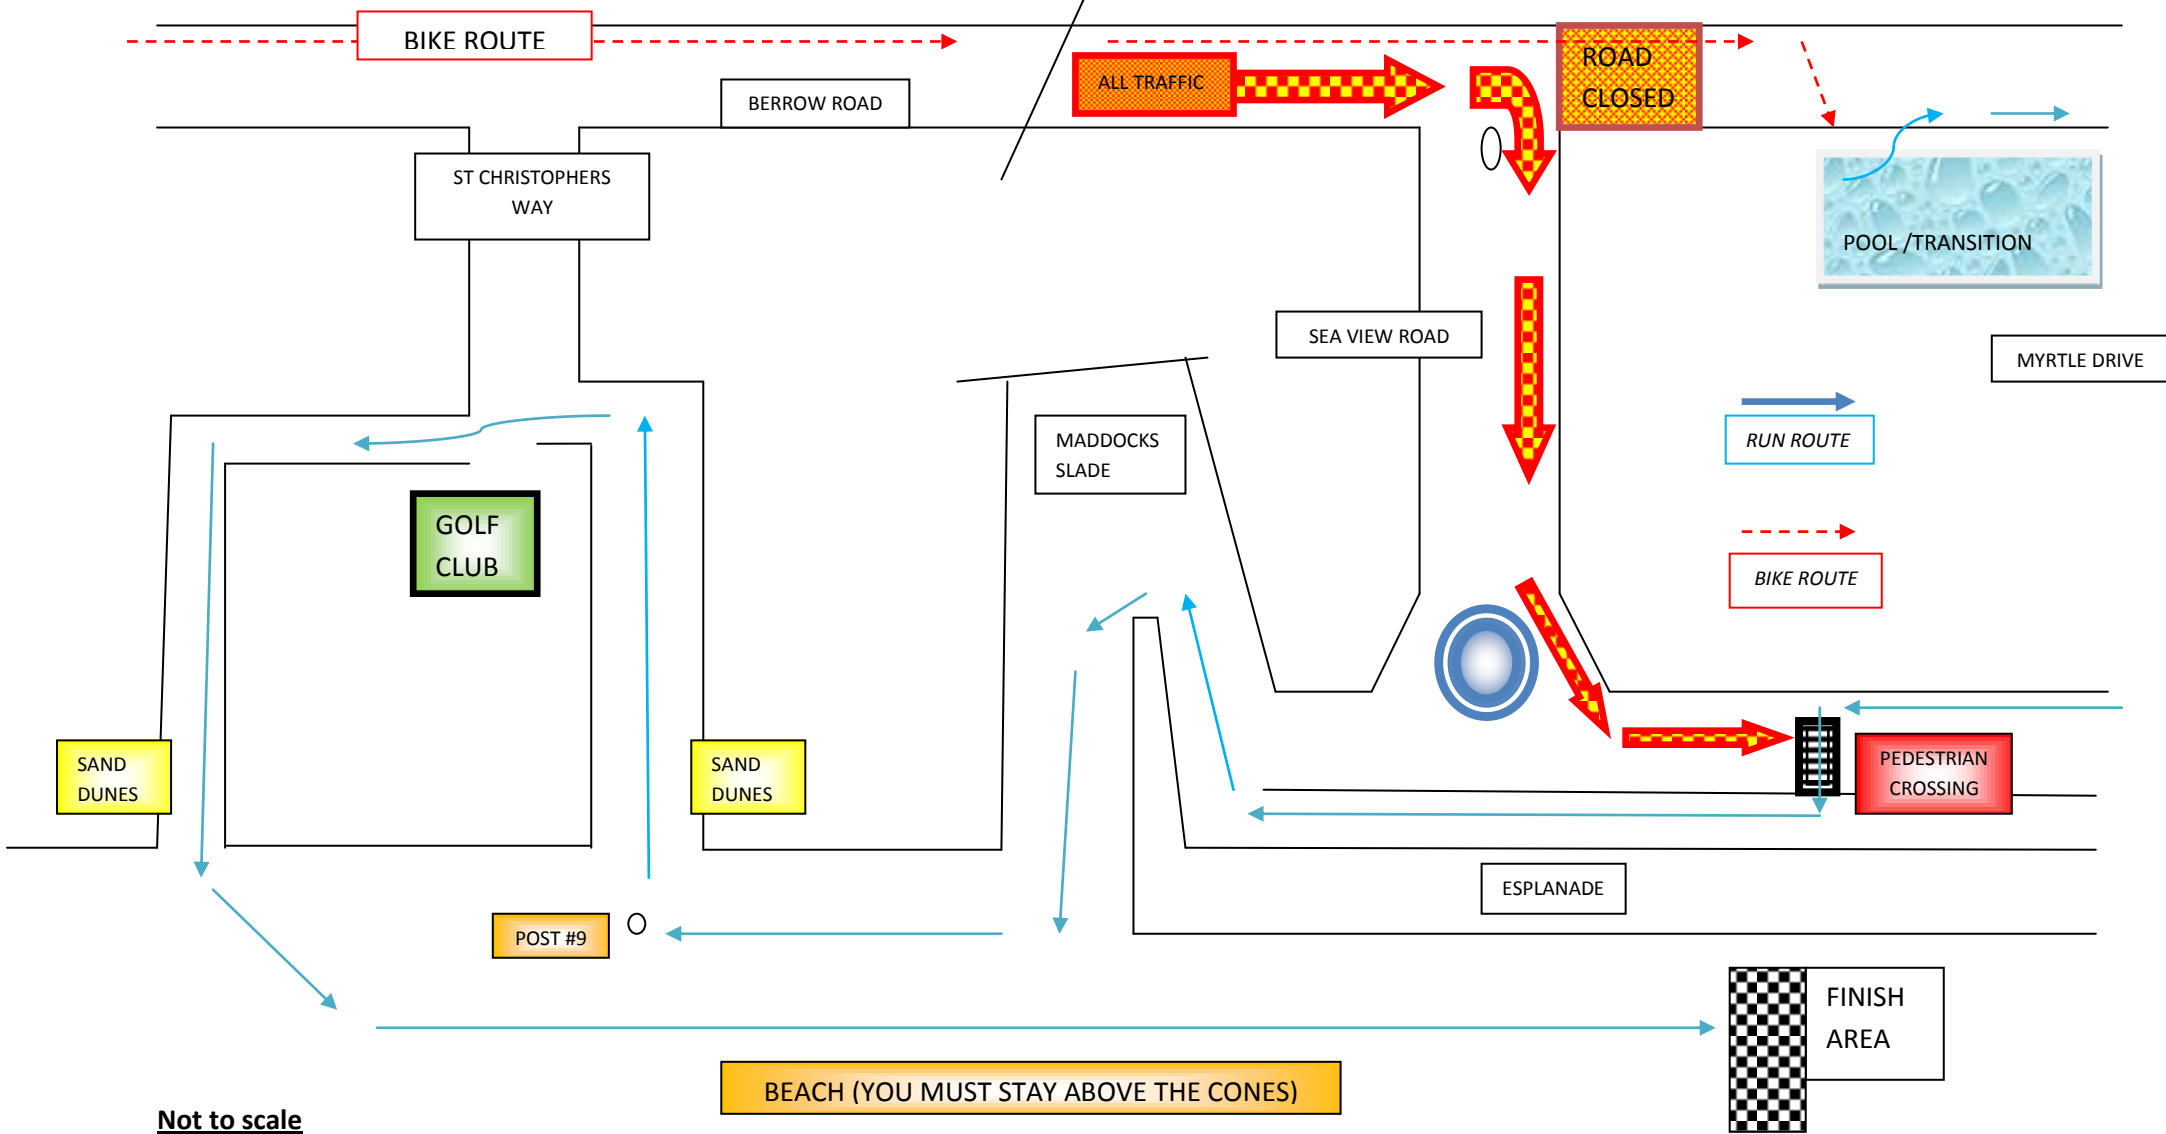 BIKE ROUTE
BERROW ROAD
ALL TRAFFIC
ROAD
CLOSED
ST CHRISTOPHERS
WAY
POOL /TRANSITION
SEA VIEW ROAD
MYRTLE DRIVE
MADDOCKS
SLADE
RUN ROUTE
GOLF
CLUB
BIKE ROUTE
SAND
DUNES
SAND
DUNES
PEDESTRIAN
CROSSING
ESPLANADE
POST #9
FINISH
AREA
BEACH (YOU MUST STAY ABOVE THE CONES)
Not to scale